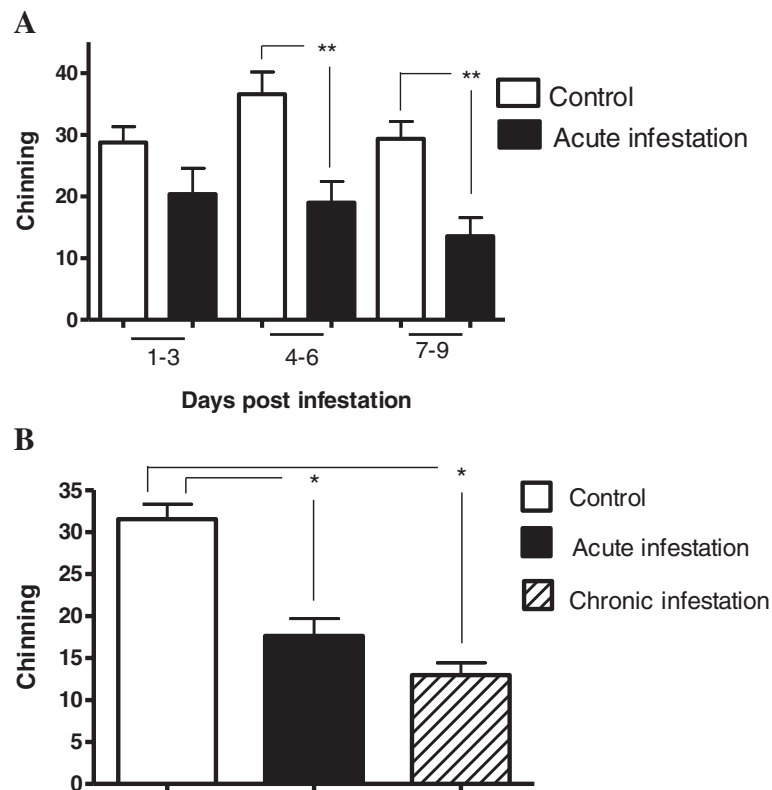 A
**
**
40
30
20
10
0
Chinning
Control
Acute infestation
1-3
4-6
7-9
Days post infestation
B
*
*
35
30
25
20
15
10
5
0
Chinning
Control
Acute infestation
Chronic infestation